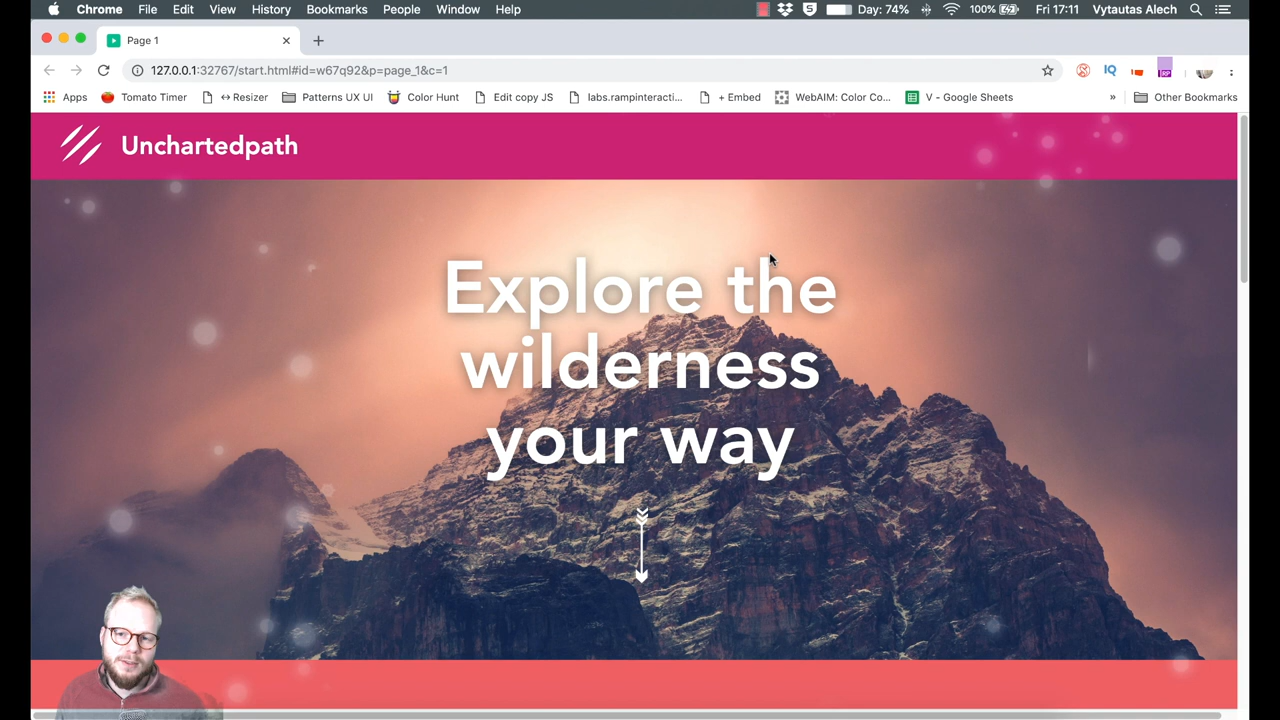 Chrome File Edit View History Bookmarks People Window Help 5 Day: 74% 100% Fri 17:11 Vytautas Alech
Page 1
127.0.0.1:32767/start.html#id=w67q92&p=page_1&c=1 IQ RP
Apps Tomato Timer ↔Resizer Patterns UX UI Color Hunt Edit copy JS labs.rampinteracti... + Embed WebAIM: Color Co... V - Google Sheets » Other Bookmarks
Unchartedpath
Explore the
wilderness
your way